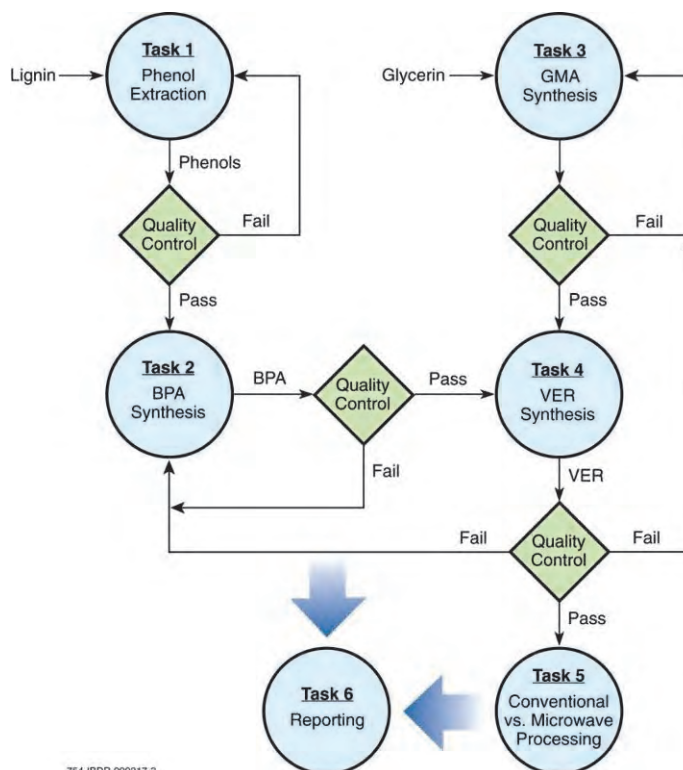 Task 1
Phenol
Extraction
Lignin
Phenols
Quality
Control
Fail
Pass
Task 3
GMA
Synthesis
Glycerin
Quality
Control
Fail
Pass
Task 2
BPA
Synthesis
BPA
Quality
Control
Pass
Fail
Task 4
VER
Synthesis
VER
Quality
Control
Fail
Fail
Pass
Task 5
Conventional
vs. Microwave
Processing
Task 6
Reporting